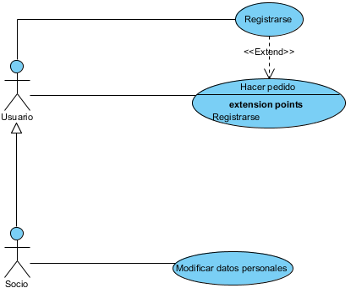 Registrarse
<<Extend>>
Hacer pedido
extension points
Registrarse
Usuario
Modificar datos personales
Socio